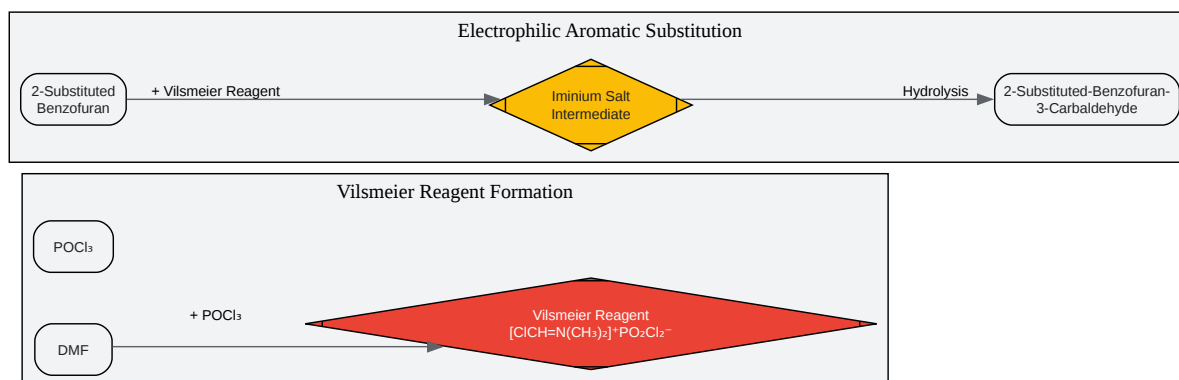 Electrophilic Aromatic Substitution
2-Substituted
Benzofuran
+ Vilsmeier Reagent
Iminium Salt
Intermediate
Hydrolysis
2-Substituted-Benzofuran-
3-Carbaldehyde
Vilsmeier Reagent Formation
POCl₃
+ POCl₃
DMF
Vilsmeier Reagent
[ClCH=N(CH₃)₂]⁺PO₂Cl₂⁻